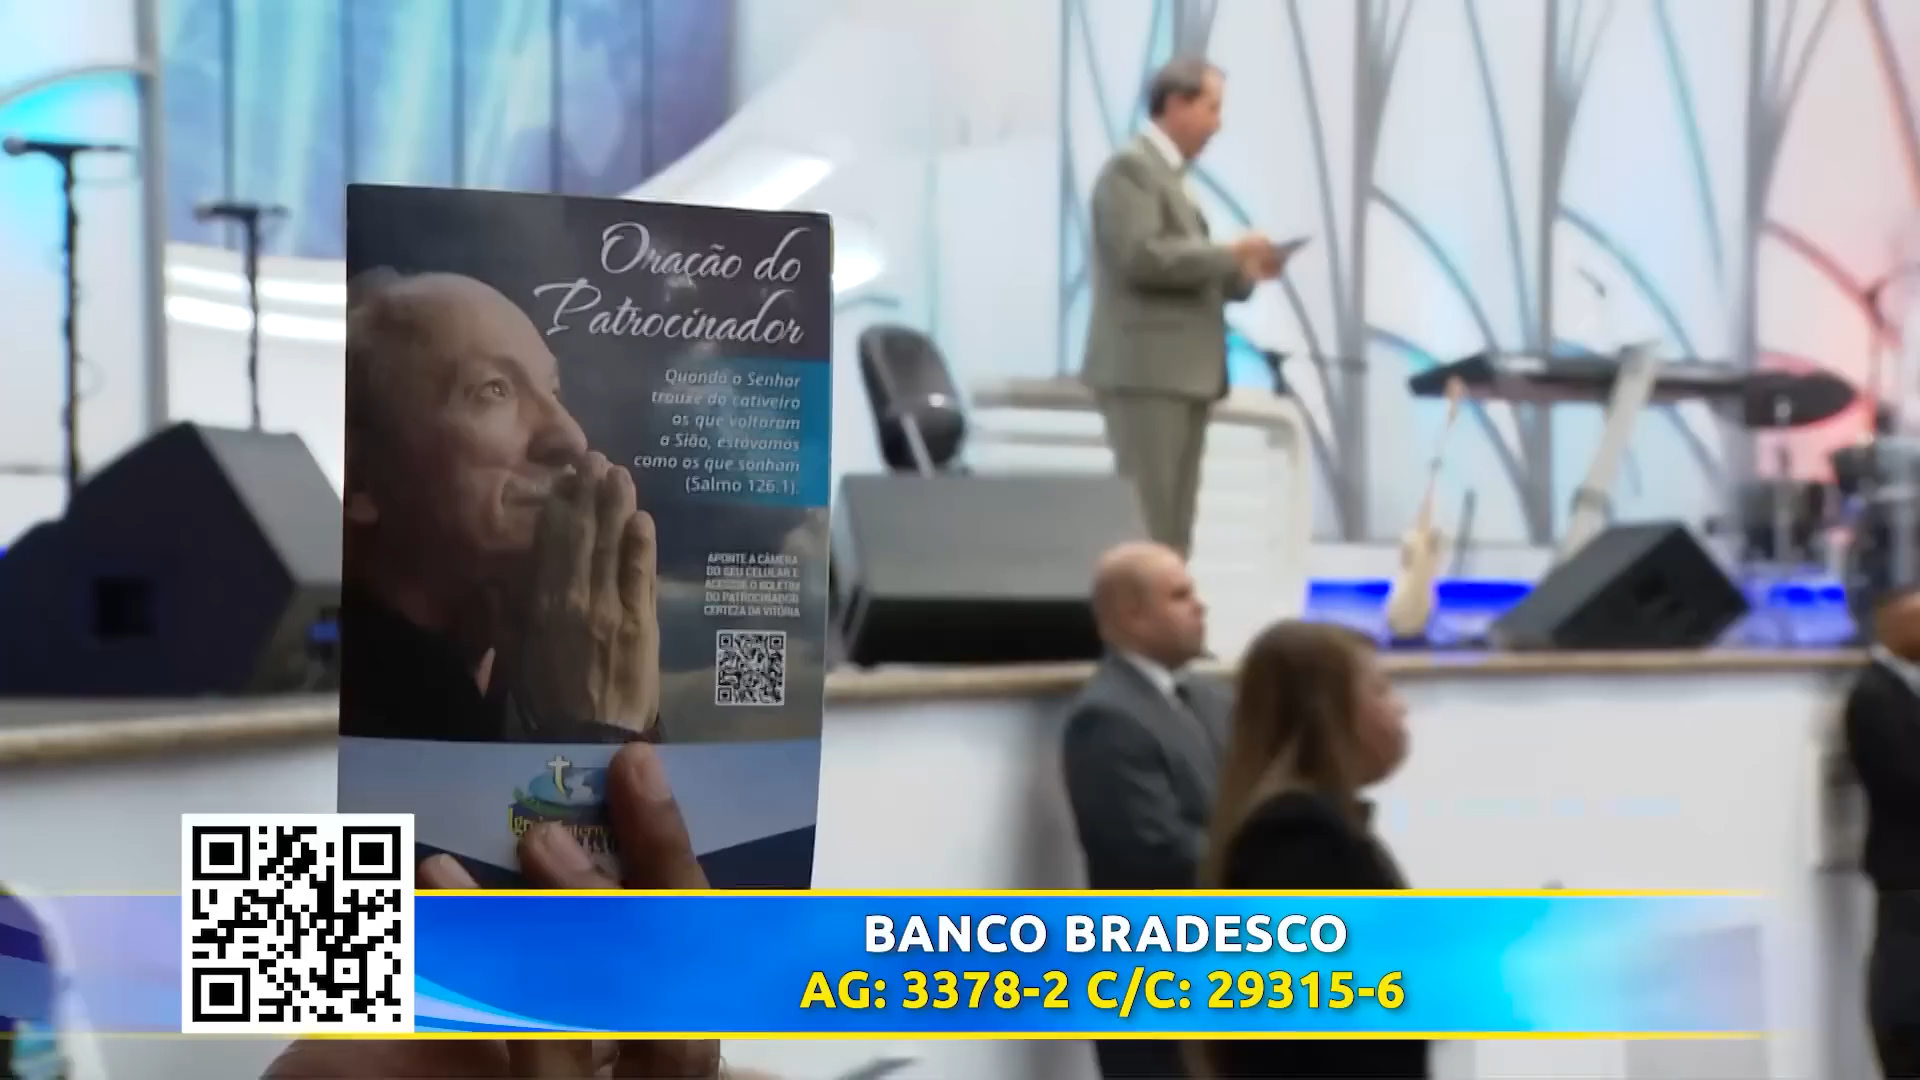 Oração do
Patrocinador
Quando o Senhor
trouxe do cativeiro
os que voltaram
a Sião, estávamos
como os que sonham
(Salmo 126.1).
APONTE A CÂMERA
DO SEU CELULAR E
ACESSE O BOLETIM
DO PATROCINADOR
CERTEZA DA VITÓRIA
BANCO BRADESCO
AG: 3378-2 C/C: 29315-6